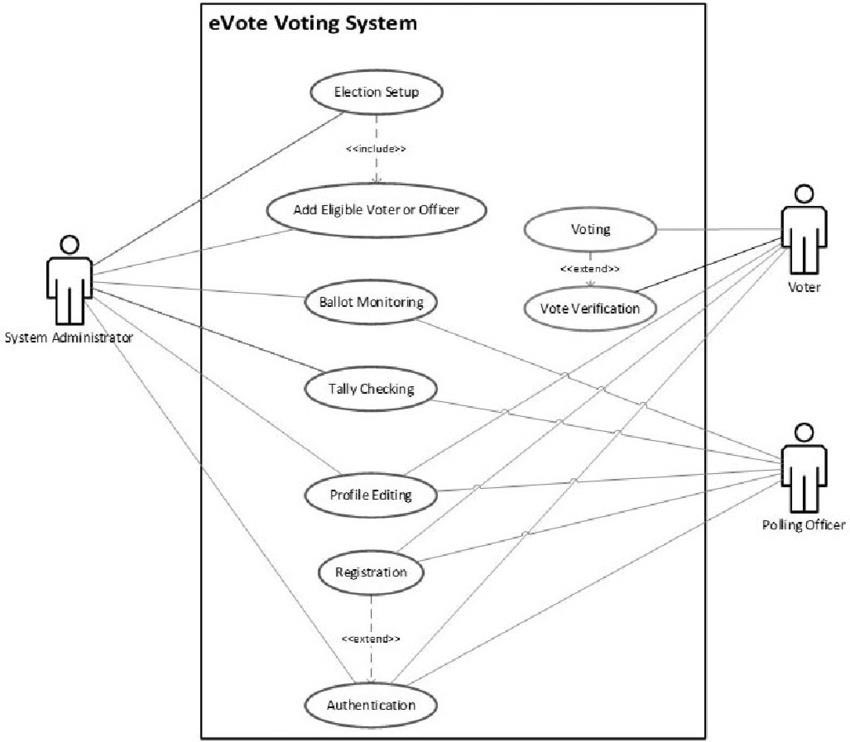 eVote Voting System
Election Setup
<<include>>
Add Eligible Voter or Officer
Voting
<<extend>>
Voter
Ballot Monitoring
Vote Verification
System Administrator
Tally Checking
Profile Editing
Polling Officer
Registration
<<extend>>
Authentication